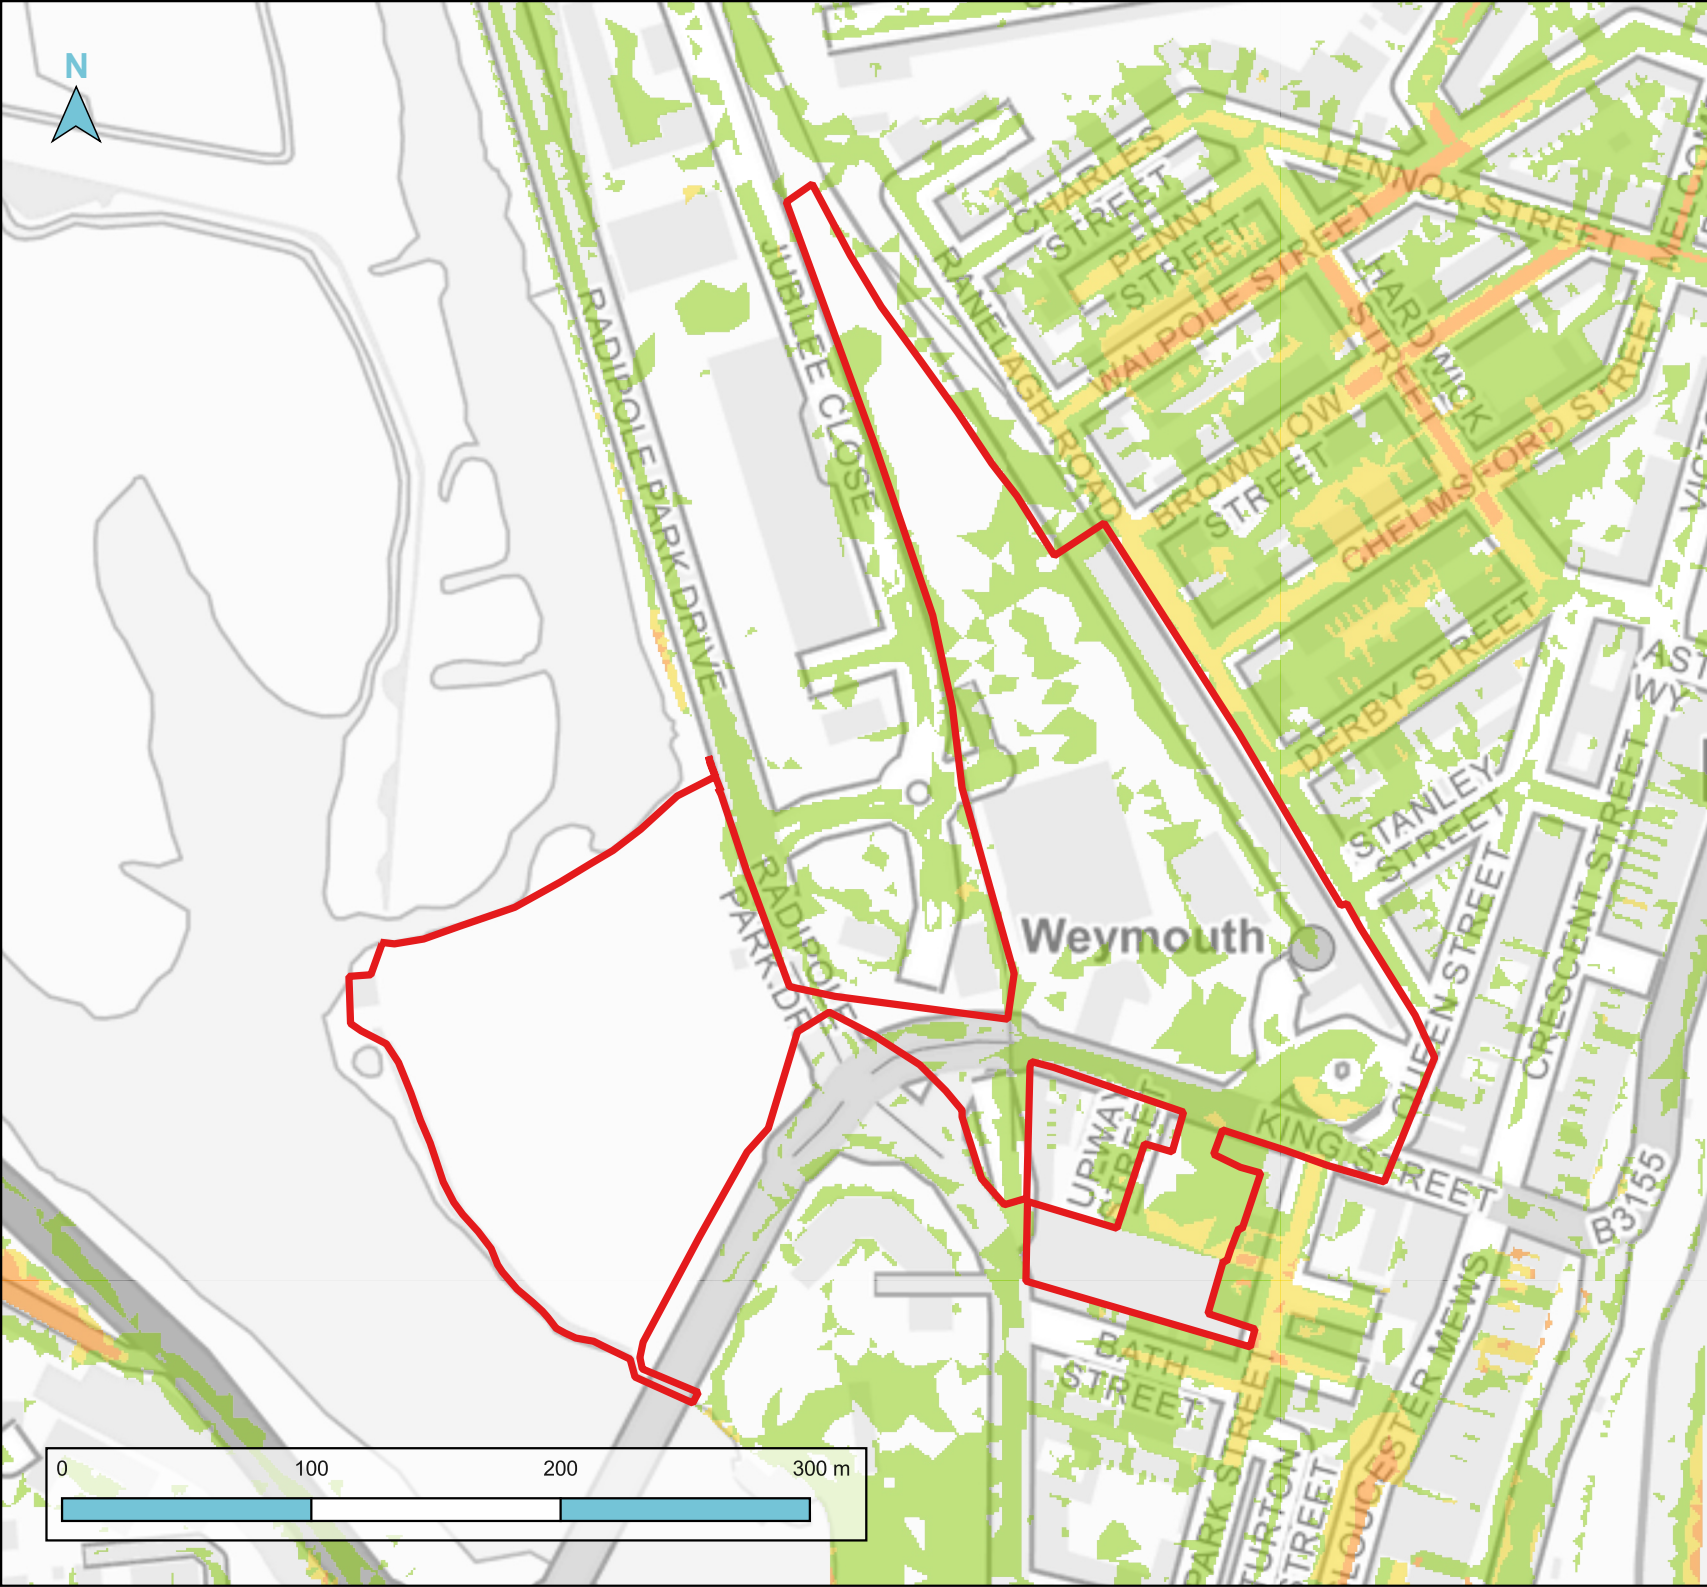 N
CHARLES
STREET
PENNY
STREET
LENNOX STREET
WALPOLE STREET
HARDWICK
STREET
RANELAGH ROAD
JUBILEE CLOSE
RADIPOLE PARK DRIVE
BROWNLOW
STREET
CHELMSFORD STREET
DERBY STREET
STANLEY
STREET
QUEEN STREET
CRESCENT STREET
Weymouth
RADIPOLE
PARK DR
UPWAY
STREET
KING STREET
B3155
BATH
STREET
PARK STREET
TURTON
STREET
GLOUCESTER MEWS
0 100 200 300 m